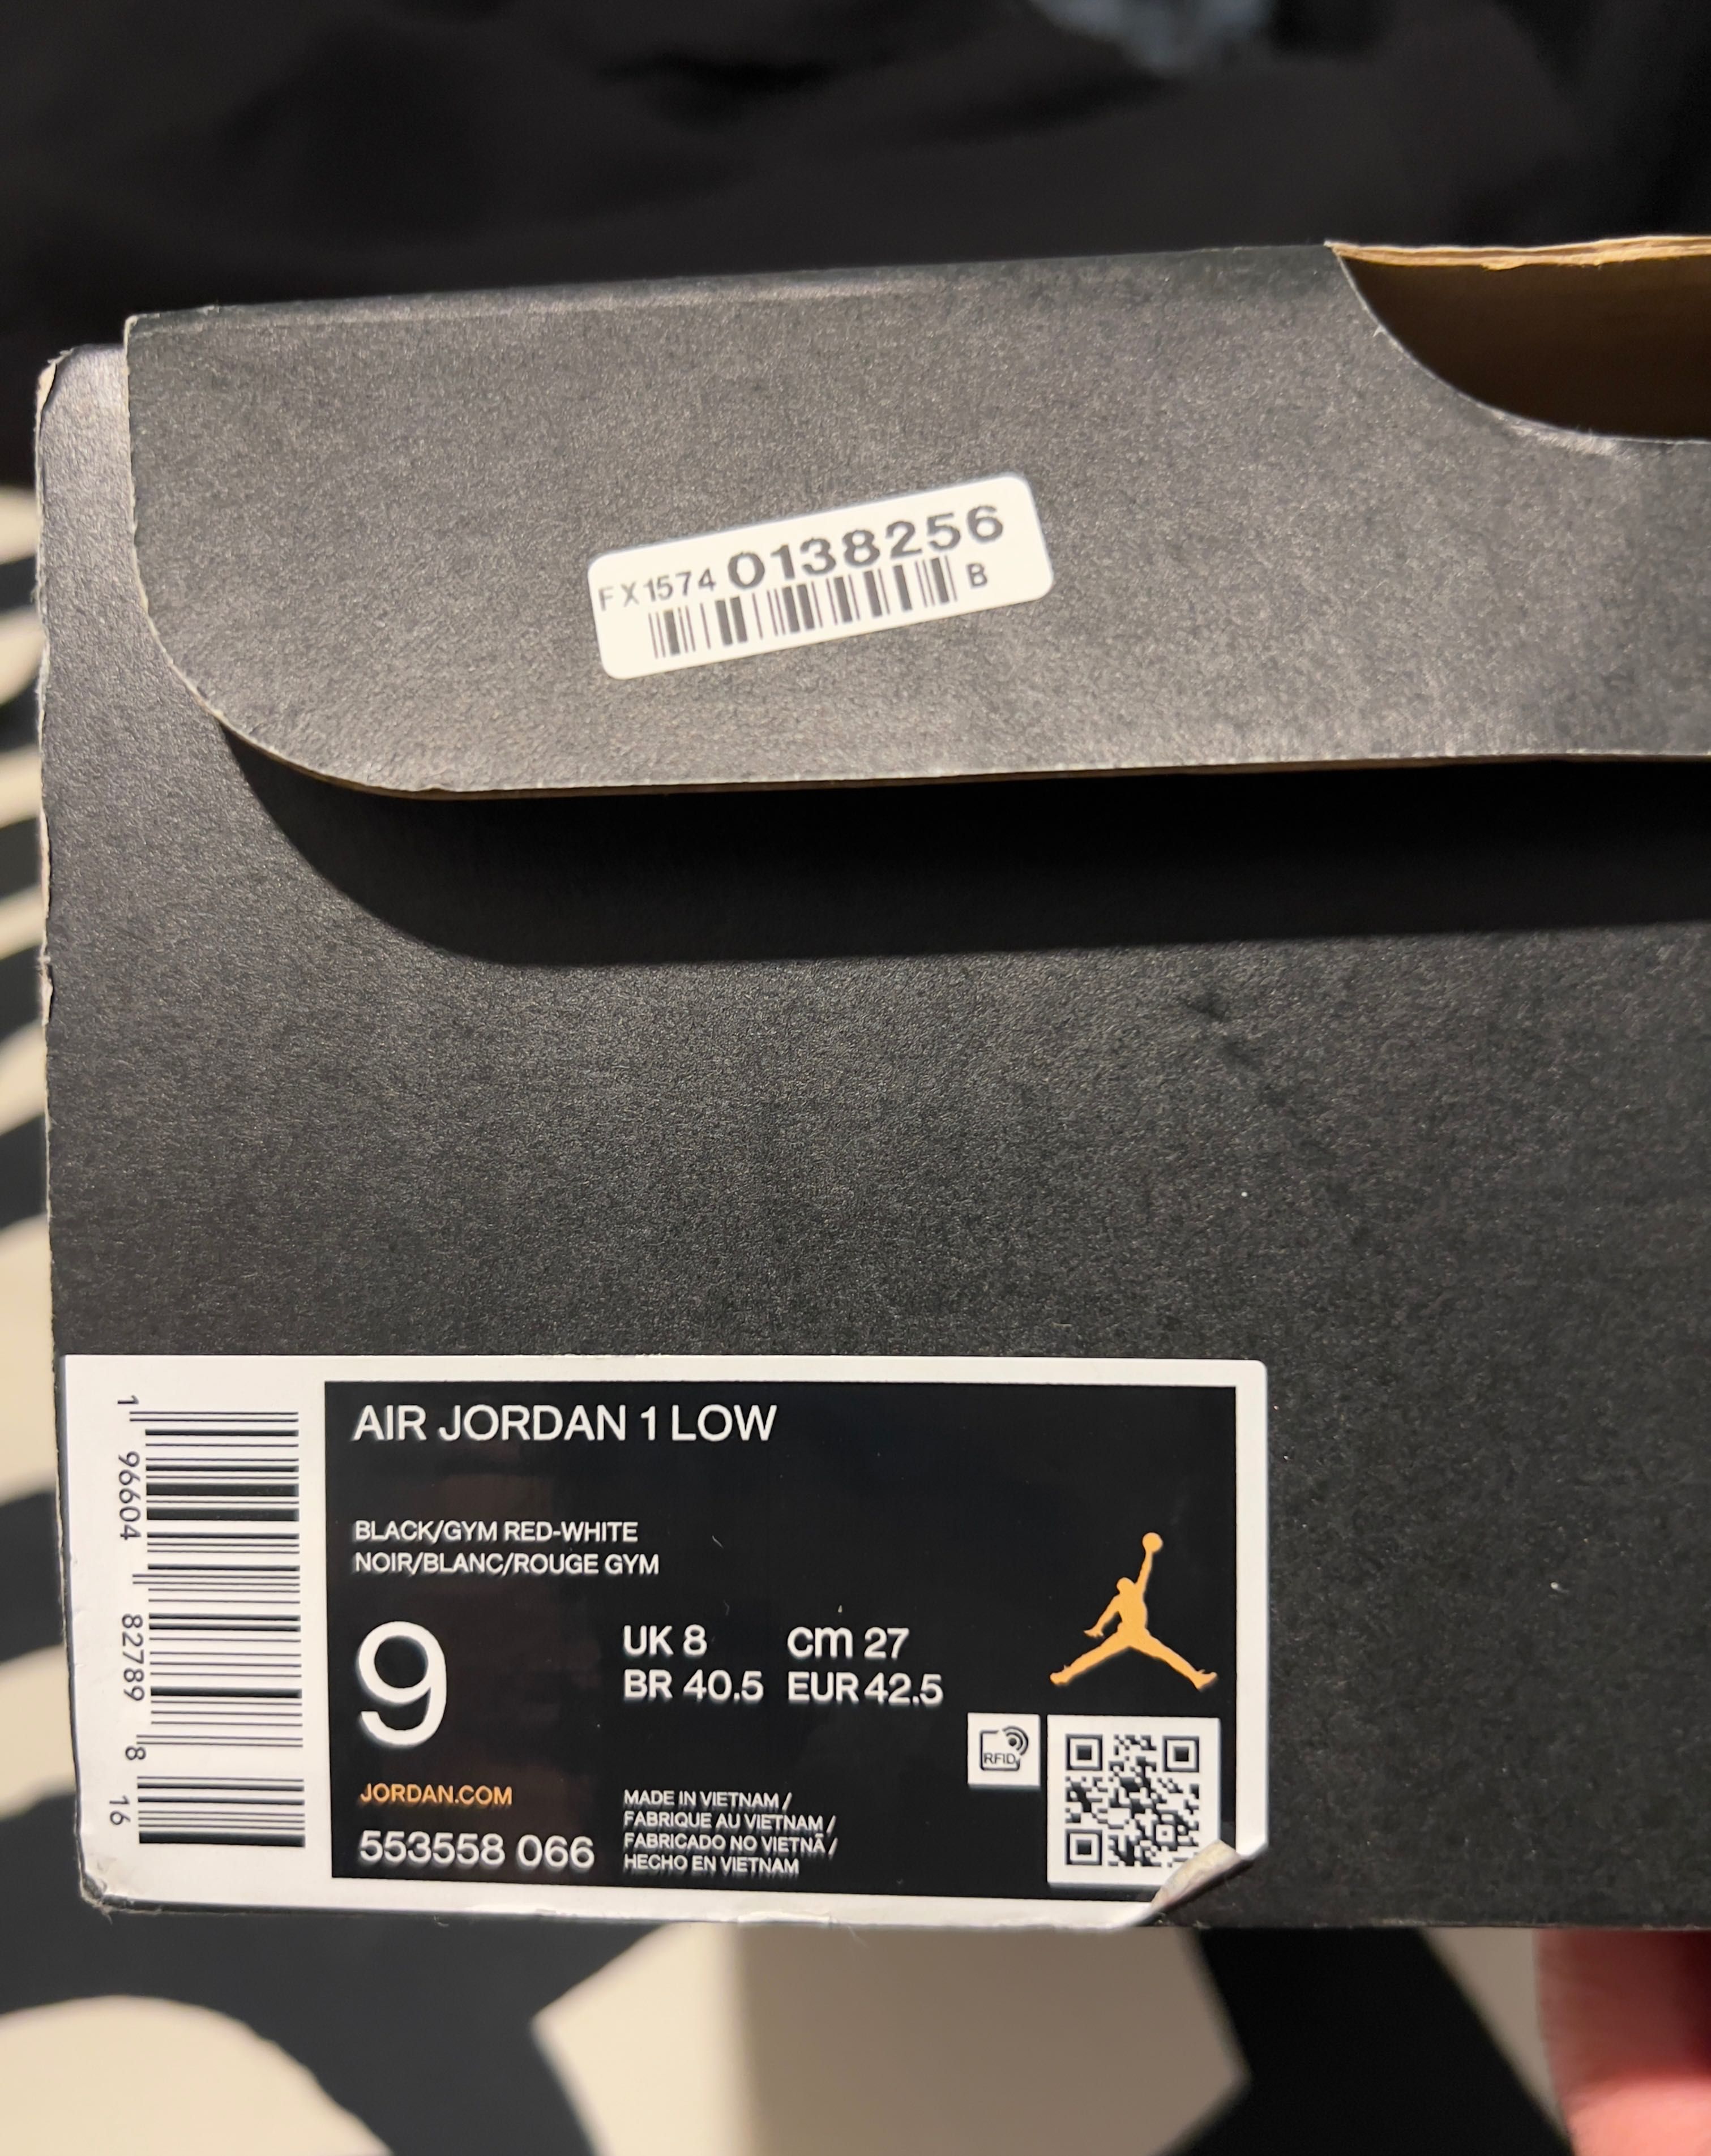 FX1574 0138256
B
1 96604 82789 8 16
AIR JORDAN 1 LOW
BLACK/GYM RED-WHITE
NOIR/BLANC/ROUGE GYM
9
UK 8 cm 27
BR 40.5 EUR 42.5
RFID
JORDAN.COM
553558 066
MADE IN VIETNAM /
FABRIQUE AU VIETNAM /
FABRICADO NO VIETNÃ /
HECHO EN VIETNAM